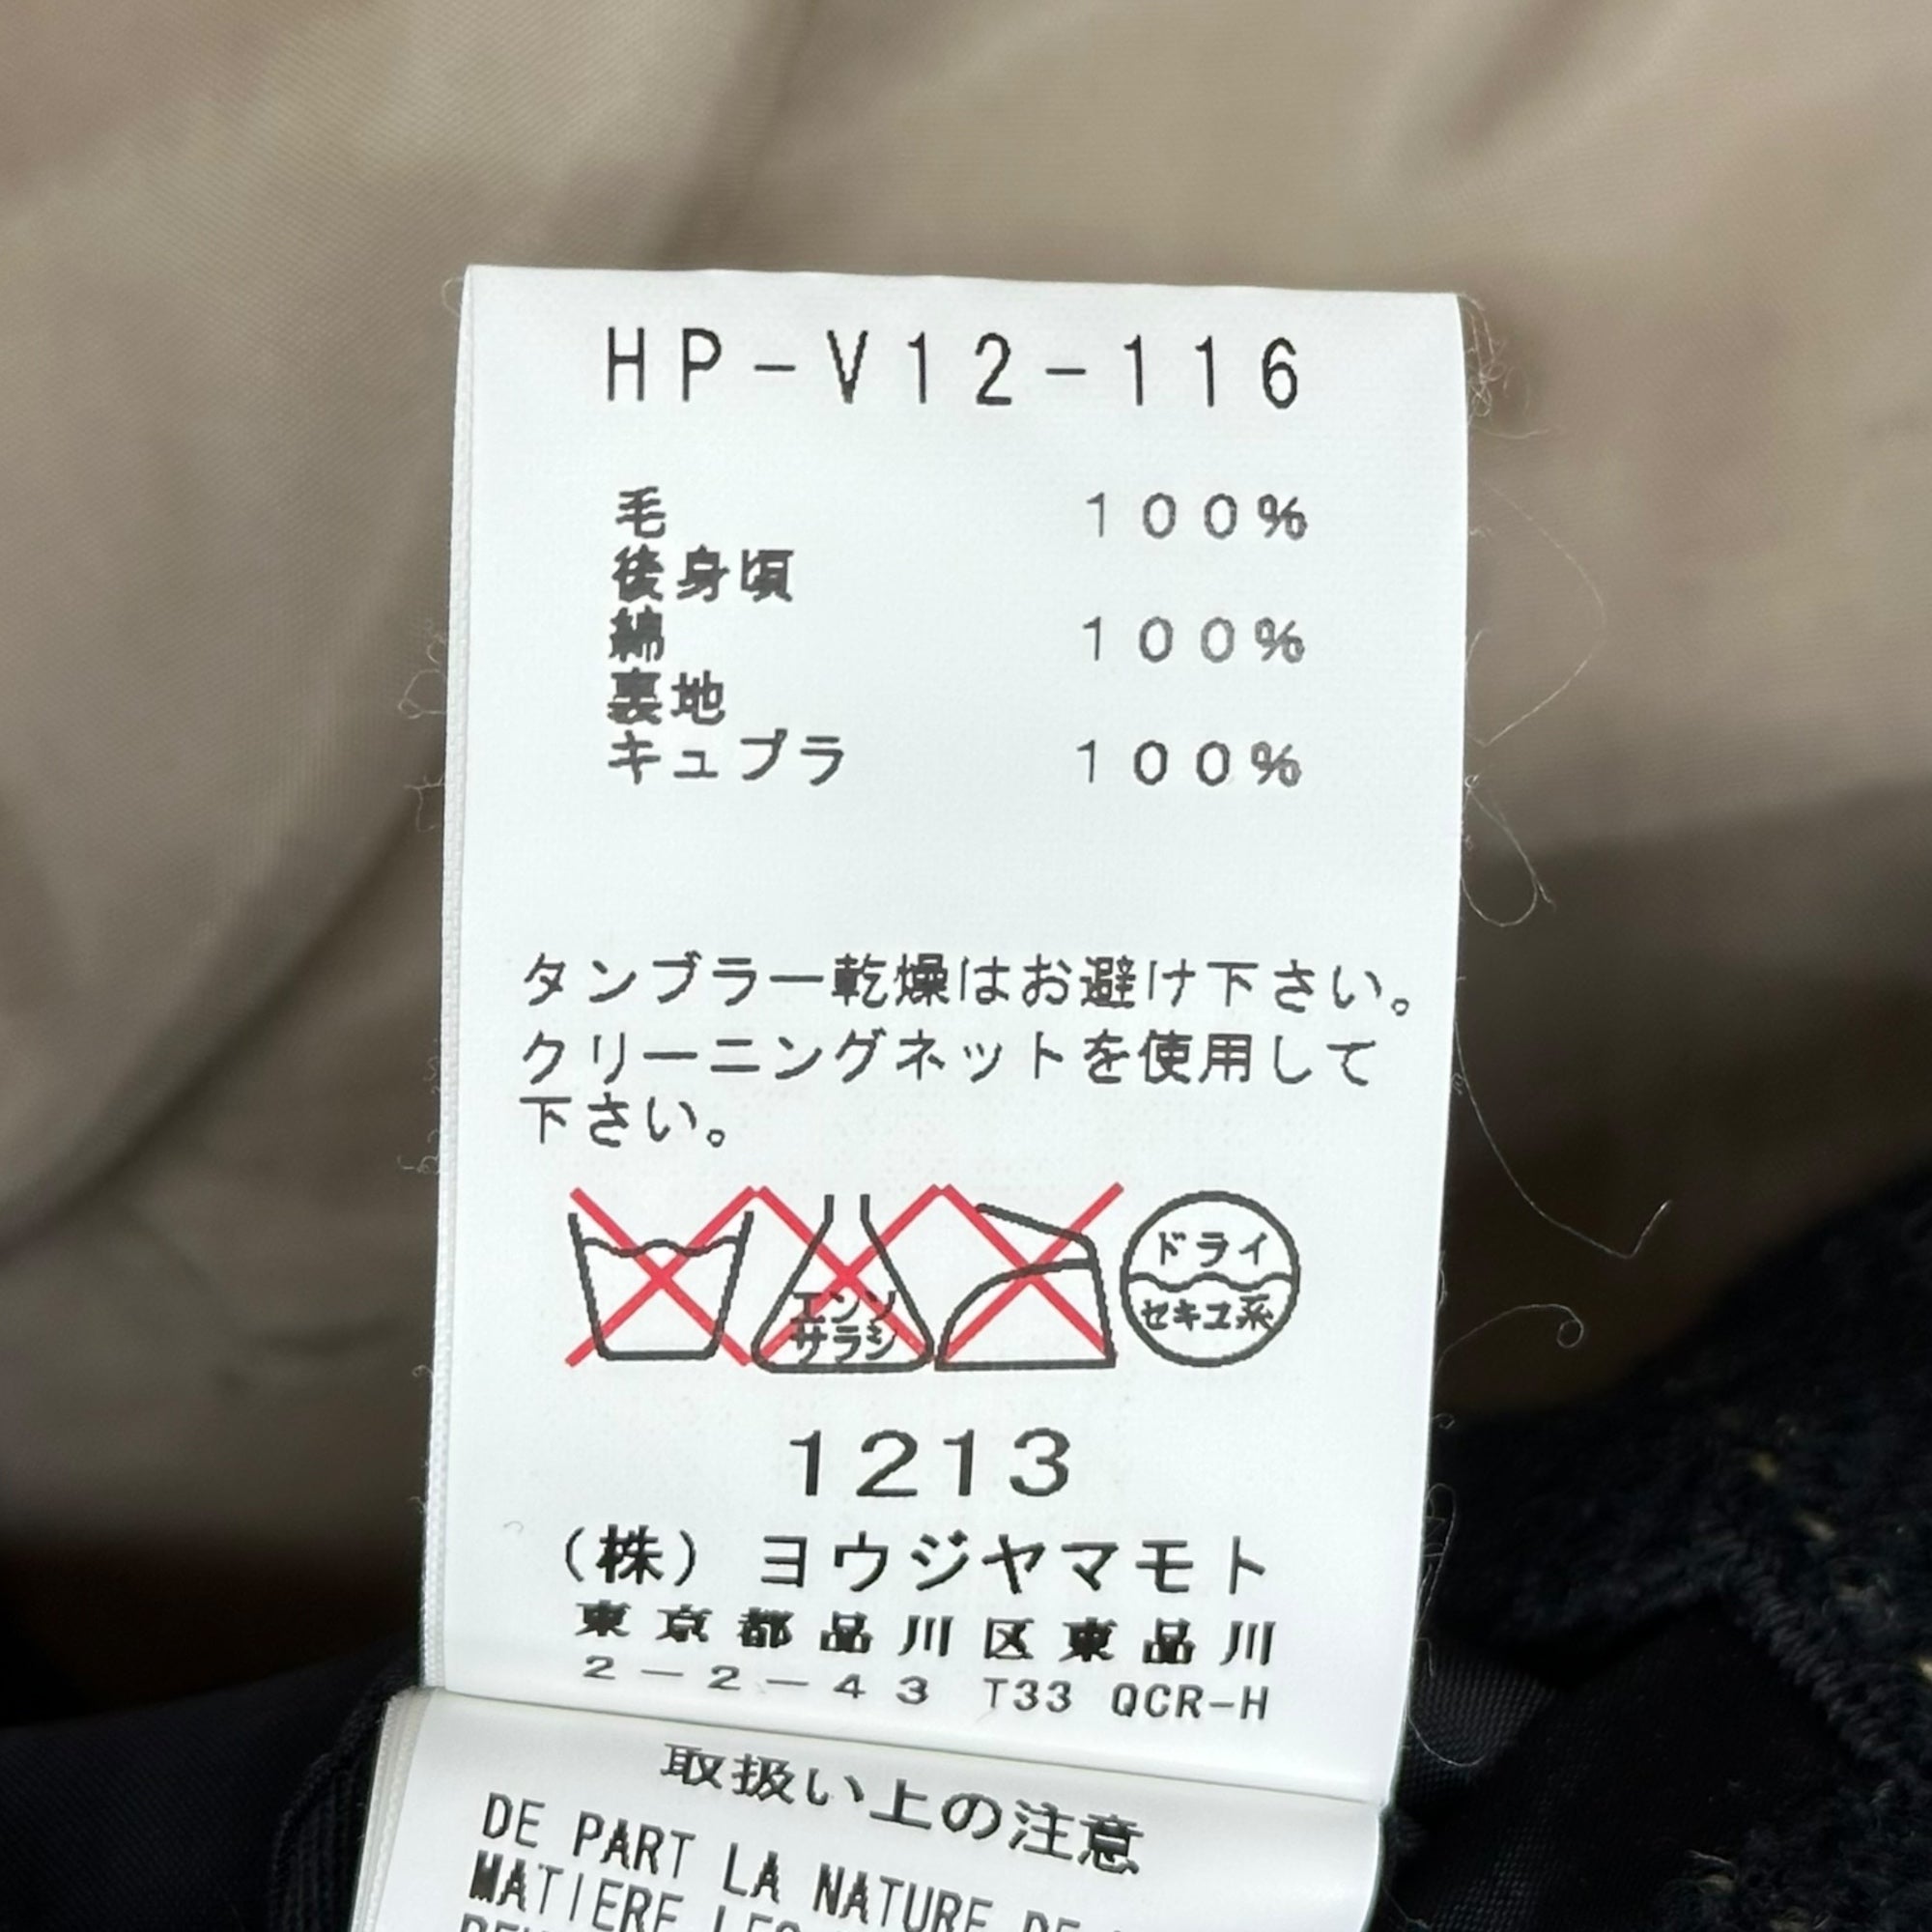 HP-V12-116
毛 100%
後身頃
綿 100%
裏地
キュプラ 100%
タンブラー乾燥はお避け下さい。
クリーニングネットを使用して
下さい。
エンソ
サラシ
ドライ
セキユ系
1213
(株) ヨウジヤマモト
東京都品川区東品川
2-2-43 T33 QCR-H
取扱い上の注意
DE PART LA NATURE DE
MATIERE LES